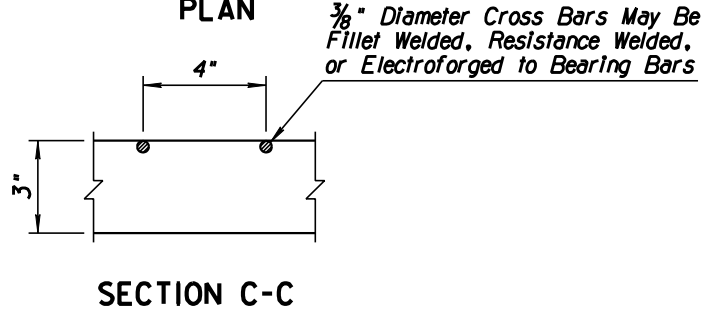 PLAN
3/8" Diameter Cross Bars May Be
Fillet Welded, Resistance Welded,
or Electroforged to Bearing Bars
4"
3"
SECTION C-C